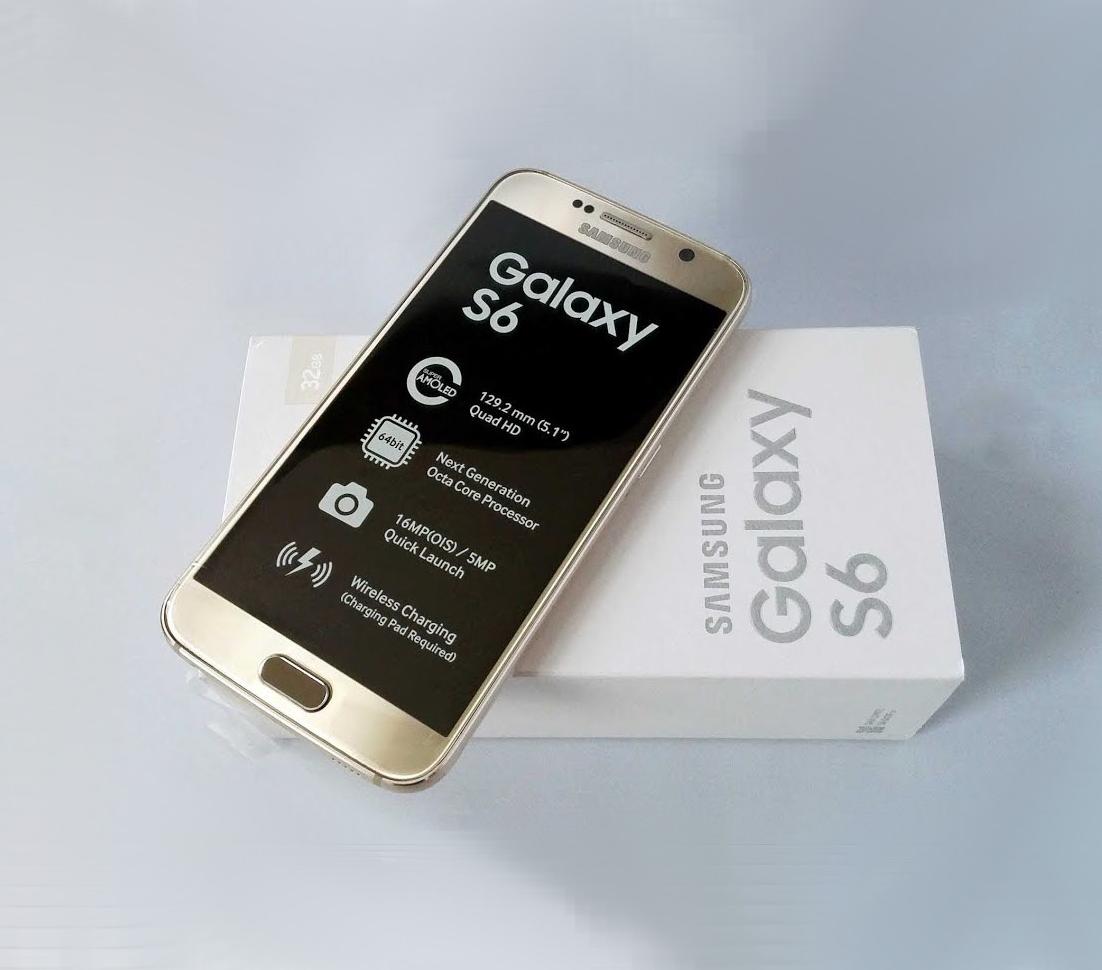 SAMSUNG
Galaxy
S6
SUPER
AMOLED
129.2 mm (5.1")
Quad HD
64bit
Next Generation
Octa Core Processor
16MP(OIS) / 5MP
Quick Launch
Wireless Charging
(Charging Pad Required)
32GB
SAMSUNG
Galaxy
S6